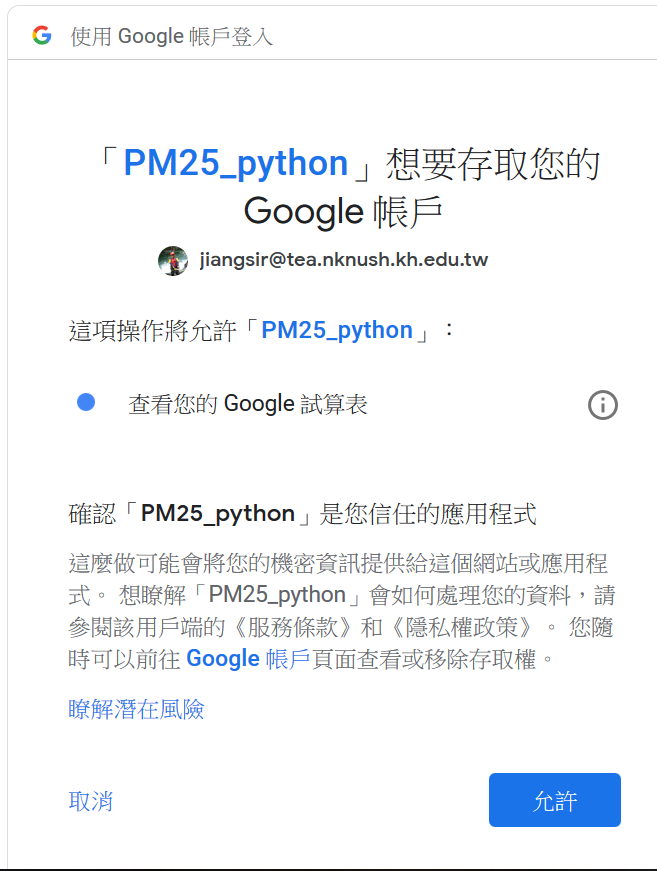 使用 Google 帳戶登入
「PM25_python」想要存取您的
Google 帳戶
jiangsir@tea.nknush.kh.edu.tw
這項操作將允許「PM25_python」：
查看您的 Google 試算表
確認「PM25_python」是您信任的應用程式
這麼做可能會將您的機密資訊提供給這個網站或應用程
式。 想瞭解「PM25_python」會如何處理您的資料，請
參閱該用戶端的《服務條款》和《隱私權政策》。 您隨
時可以前往 Google 帳戶頁面查看或移除存取權。
瞭解潛在風險
取消
允許